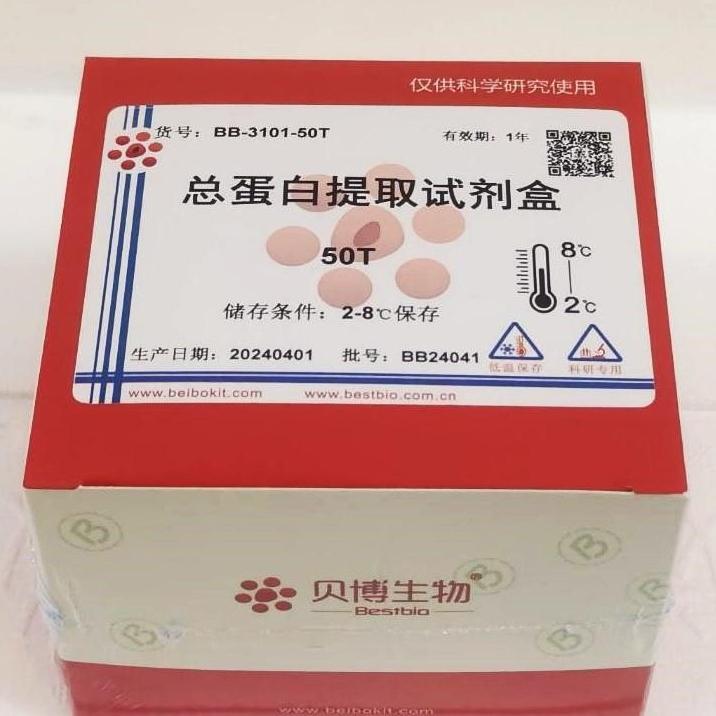 仅供科学研究使用
货号：BB-3101-50T
有效期：1年
总蛋白提取试剂盒
50T
8℃
2℃
储存条件：2-8℃保存
生产日期：20240401 批号：BB24041
低温保存
科研专用
www.beibokit.com www.bestbio.com.cn
B
B
B
B
B
贝博生物®
Bestbio
www.beibokit.com